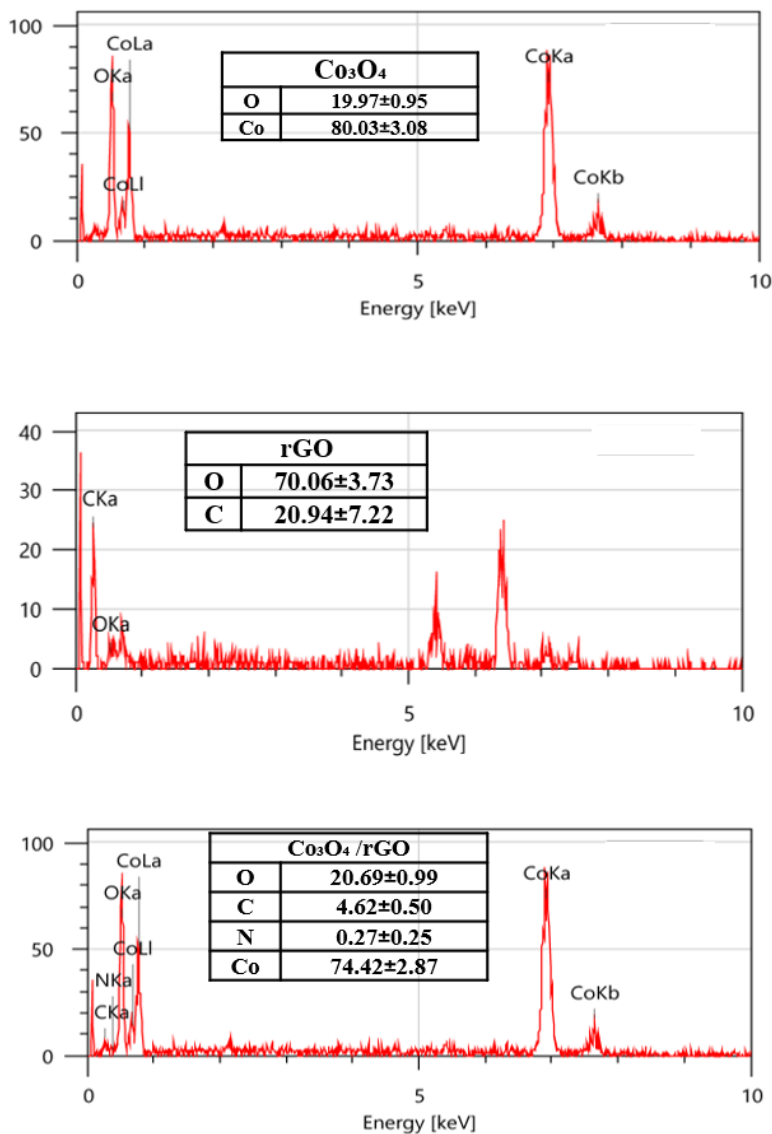 100
CoLa
OKa
CoKa
Co₃O₄
O 19.97±0.95
Co 80.03±3.08
50
CoLl
CoKb
0
0 5 10
Energy [keV]
40
rGO
O 70.06±3.73
C 20.94±7.22
30
CKa
20
10
OKa
0
0 5 10
Energy [keV]
100
CoLa
Co₃O₄ /rGO
OKa
CoKa
O 20.69±0.99
C 4.62±0.50
N 0.27±0.25
Co 74.42±2.87
50
CoLl
NKa
CKa
CoKb
0
0 5 10
Energy [keV]